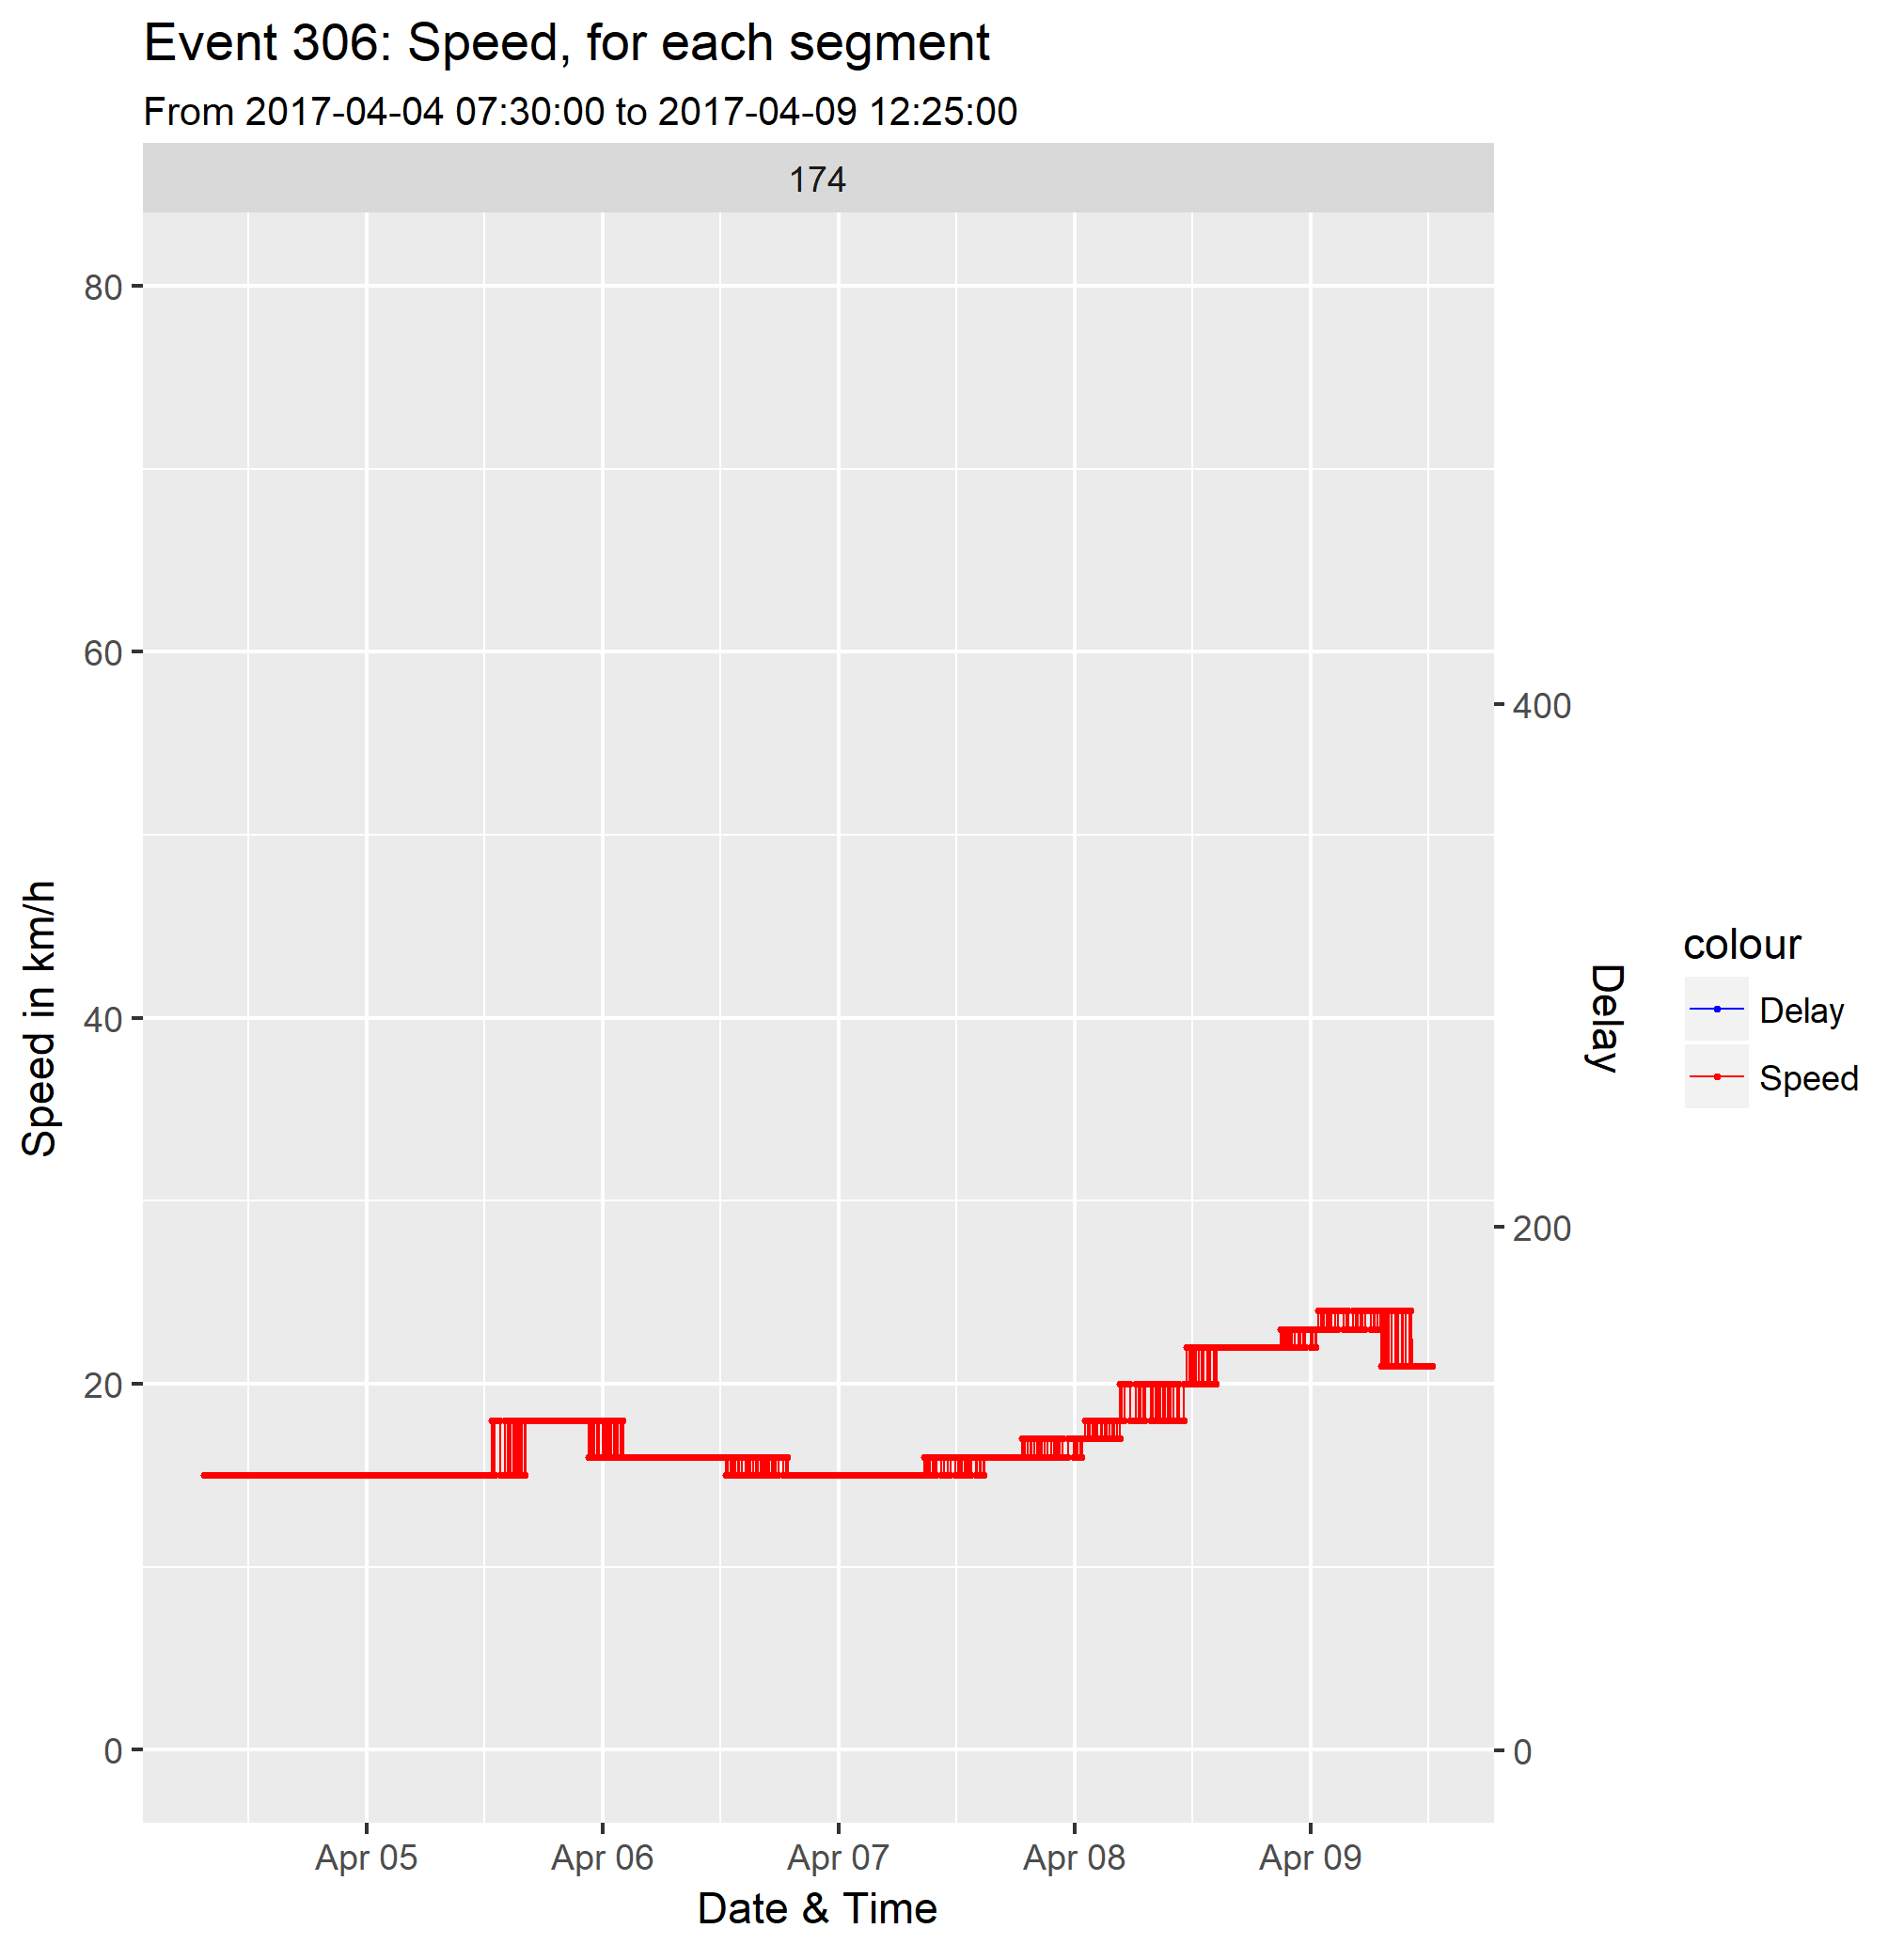 Event 306: Speed, for each segment
From 2017-04-04 07:30:00 to 2017-04-09 12:25:00
174
80
60
40
20
0
Speed in km/h
400
200
0
Delay
colour
Delay
Speed
Apr 05 Apr 06 Apr 07 Apr 08 Apr 09
Date & Time